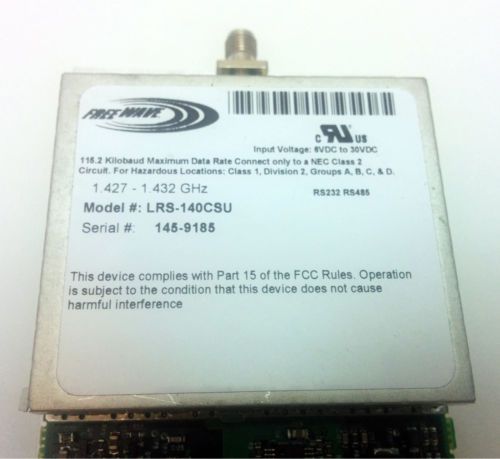 FREEWAVE
C RU US
Input Voltage: 6VDC to 30VDC
115.2 Kilobaud Maximum Data Rate Connect only to a NEC Class 2
Circuit. For Hazardous Locations: Class 1, Division 2, Groups A, B, C, & D.
1.427 - 1.432 GHz RS232 RS485
Model #: LRS-140CSU
Serial #: 145-9185
This device complies with Part 15 of the FCC Rules. Operation
is subject to the condition that this device does not cause
harmful interference